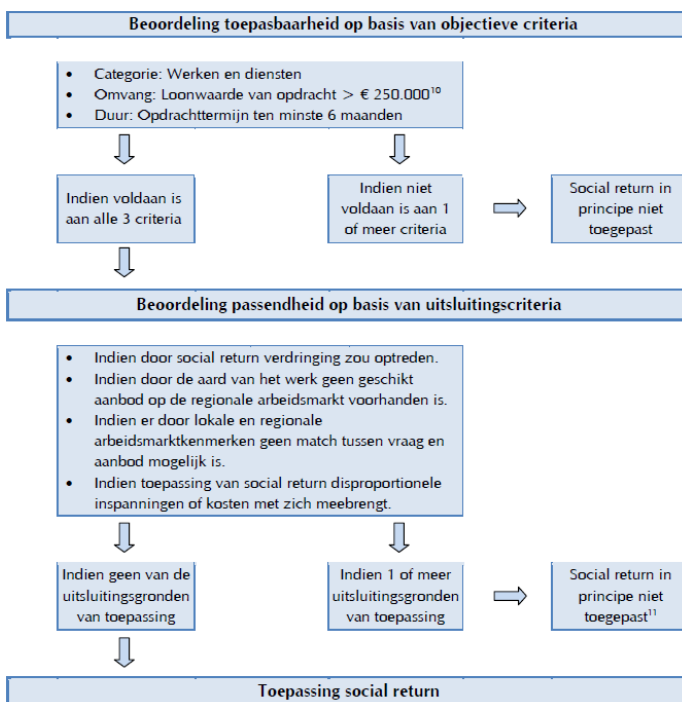 Beoordeling toepasbaarheid op basis van objectieve criteria
• Categorie: Werken en diensten
• Omvang: Loonwaarde van opdracht > € 250.000¹⁰
• Duur: Opdrachttermijn ten minste 6 maanden
Indien voldaan is
aan alle 3 criteria
Indien niet
voldaan is aan 1
of meer criteria
Social return in
principe niet
toegepast
Beoordeling passendheid op basis van uitsluitingscriteria
• Indien door social return verdringing zou optreden.
• Indien door de aard van het werk geen geschikt
aanbod op de regionale arbeidsmarkt voorhanden is.
• Indien er door lokale en regionale
arbeidsmarktkenmerken geen match tussen vraag en
aanbod mogelijk is.
• Indien toepassing van social return disproportionele
inspanningen of kosten met zich meebrengt.
Indien geen van de
uitsluitingsgronden
van toepassing
Indien 1 of meer
uitsluitingsgronden
van toepassing
Social return in
principe niet
toegepast¹¹
Toepassing social return